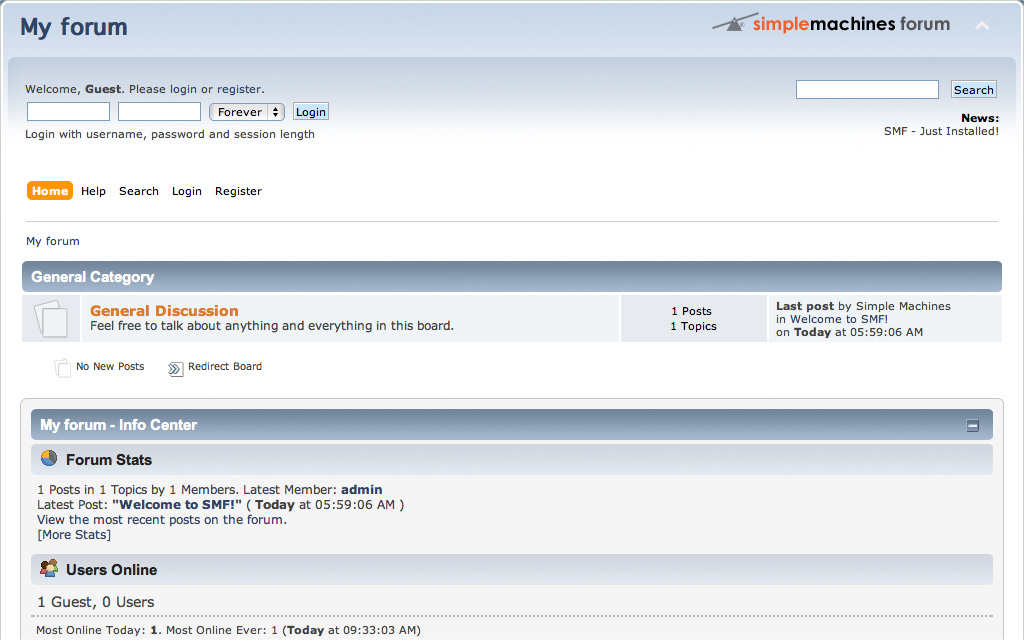 My forum
simplemachines forum
Welcome, Guest. Please login or register.
Forever
Login
Login with username, password and session length
Search
News:
SMF - Just Installed!
Home Help Search Login Register
My forum
General Category
General Discussion
Feel free to talk about anything and everything in this board.
1 Posts
1 Topics
Last post by Simple Machines
in Welcome to SMF!
on Today at 05:59:06 AM
No New Posts
Redirect Board
My forum - Info Center
Forum Stats
1 Posts in 1 Topics by 1 Members. Latest Member: admin
Latest Post: "Welcome to SMF!" ( Today at 05:59:06 AM )
View the most recent posts on the forum.
[More Stats]
Users Online
1 Guest, 0 Users
Most Online Today: 1. Most Online Ever: 1 (Today at 09:33:03 AM)